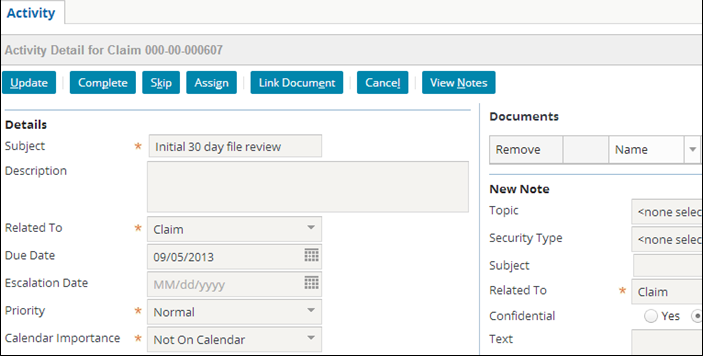 Activity
Activity Detail for Claim 000-00-000607
Update Complete Skip Assign Link Document Cancel View Notes
Details
Subject * Initial 30 day file review
Description
Related To * Claim
Due Date 09/05/2013
Escalation Date MM/dd/yyyy
Priority * Normal
Calendar Importance * Not On Calendar
Documents
Remove Name
New Note
Topic <none selec
Security Type <none selec
Subject
Related To * Claim
Confidential Yes
Text